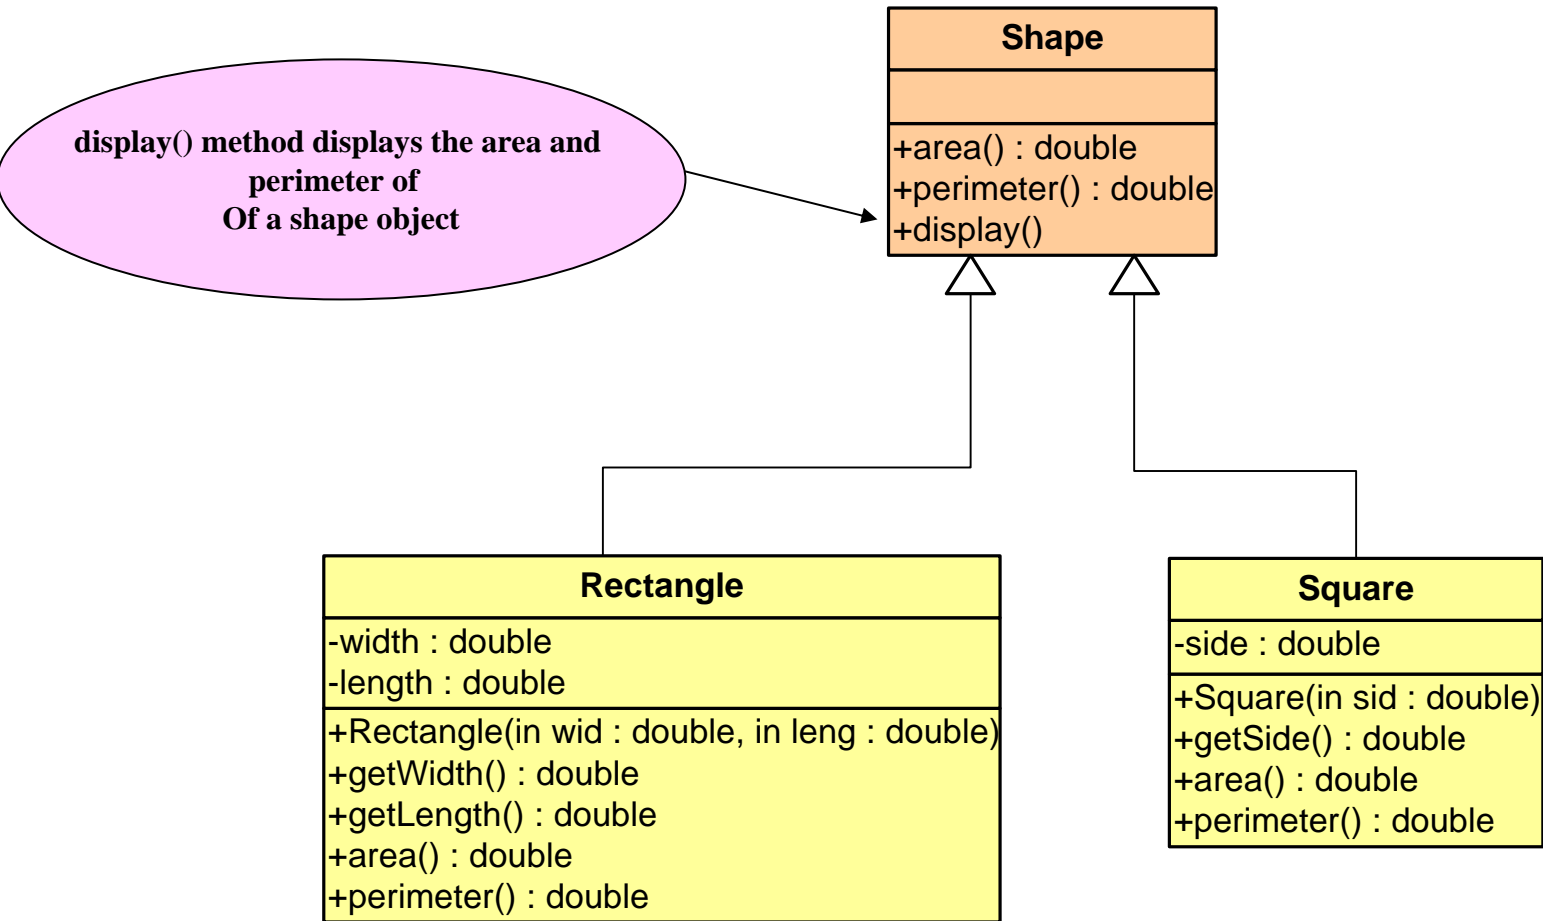 Shape
+area() : double
+perimeter() : double
+display()
display() method displays the area and
perimeter of
Of a shape object
Rectangle
-width : double
-length : double
+Rectangle(in wid : double, in leng : double)
+getWidth() : double
+getLength() : double
+area() : double
+perimeter() : double
Square
-side : double
+Square(in sid : double)
+getSide() : double
+area() : double
+perimeter() : double